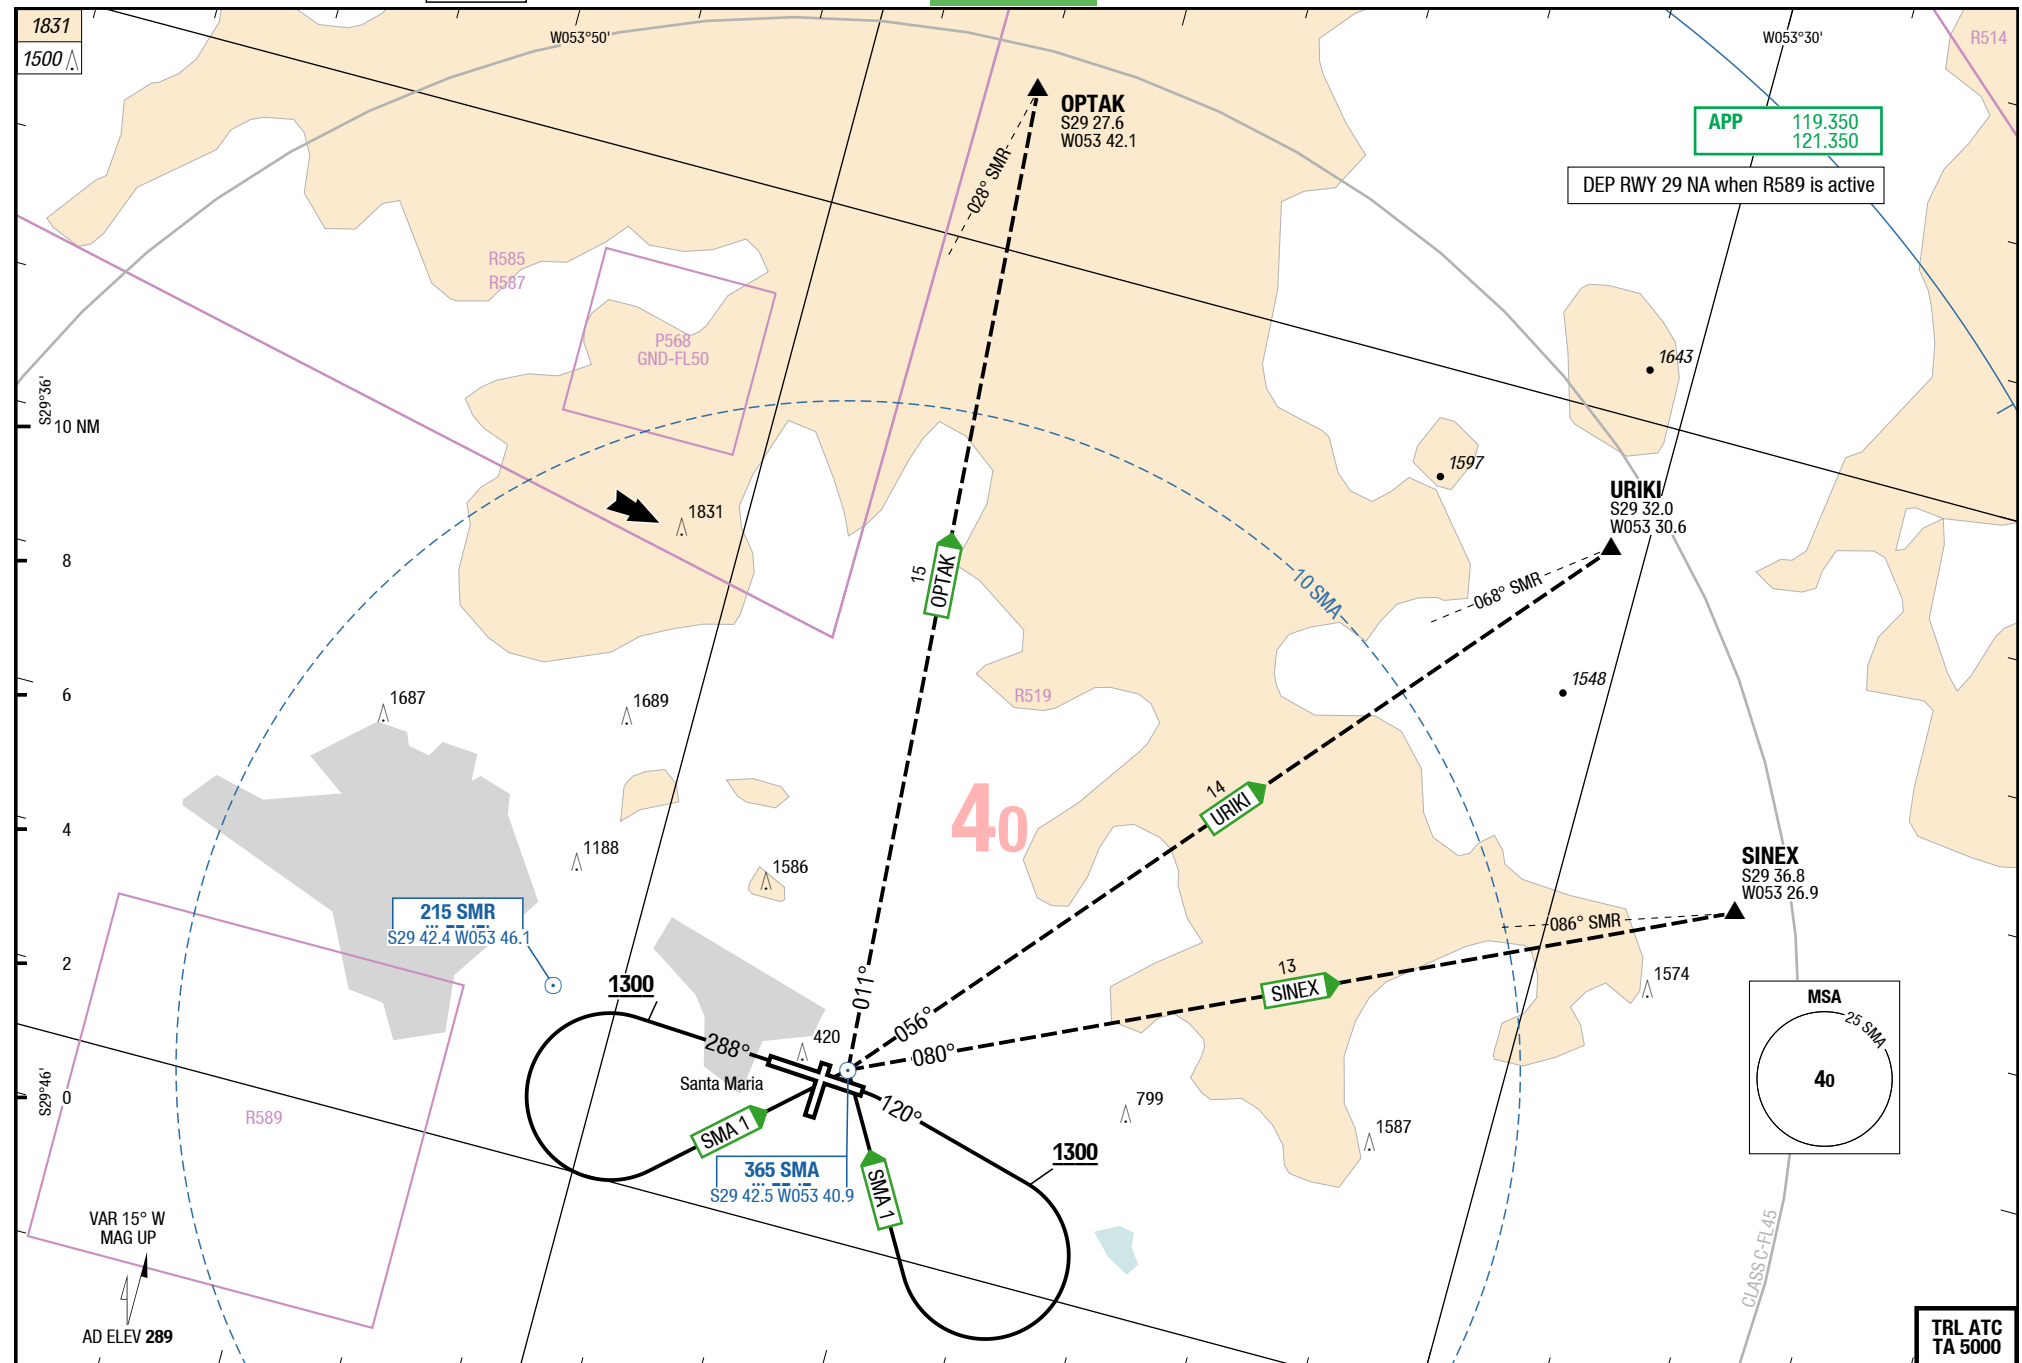 1831
1500
W053°50'
W053°30'
R514
OPTAK
S29 27.6
W053 42.1
APP 119.350
121.350
DEP RWY 29 NA when R589 is active
028° SMR
R585
R587
P568
GND-FL50
1643
S29°36'
10 NM
1597
URIKI
S29 32.0
W053 30.6
1831
8
15
OPTAK
10 SMA
068° SMR
6
1687
1689
R519
1548
14
URIKI
40
4
1188
1586
SINEX
S29 36.8
W053 26.9
215 SMR
S29 42.4 W053 46.1
086° SMR
2
1300
011°
13
SINEX
1574
MSA
25 SMA
40
056°
288°
420
080°
Santa Maria
S29°46'
0
R589
120°
799
SMA 1
1587
1300
365 SMA
S29 42.5 W053 40.9
SMA 1
VAR 15° W
MAG UP
CLASS C-FL45
AD ELEV 289
TRL ATC
TA 5000